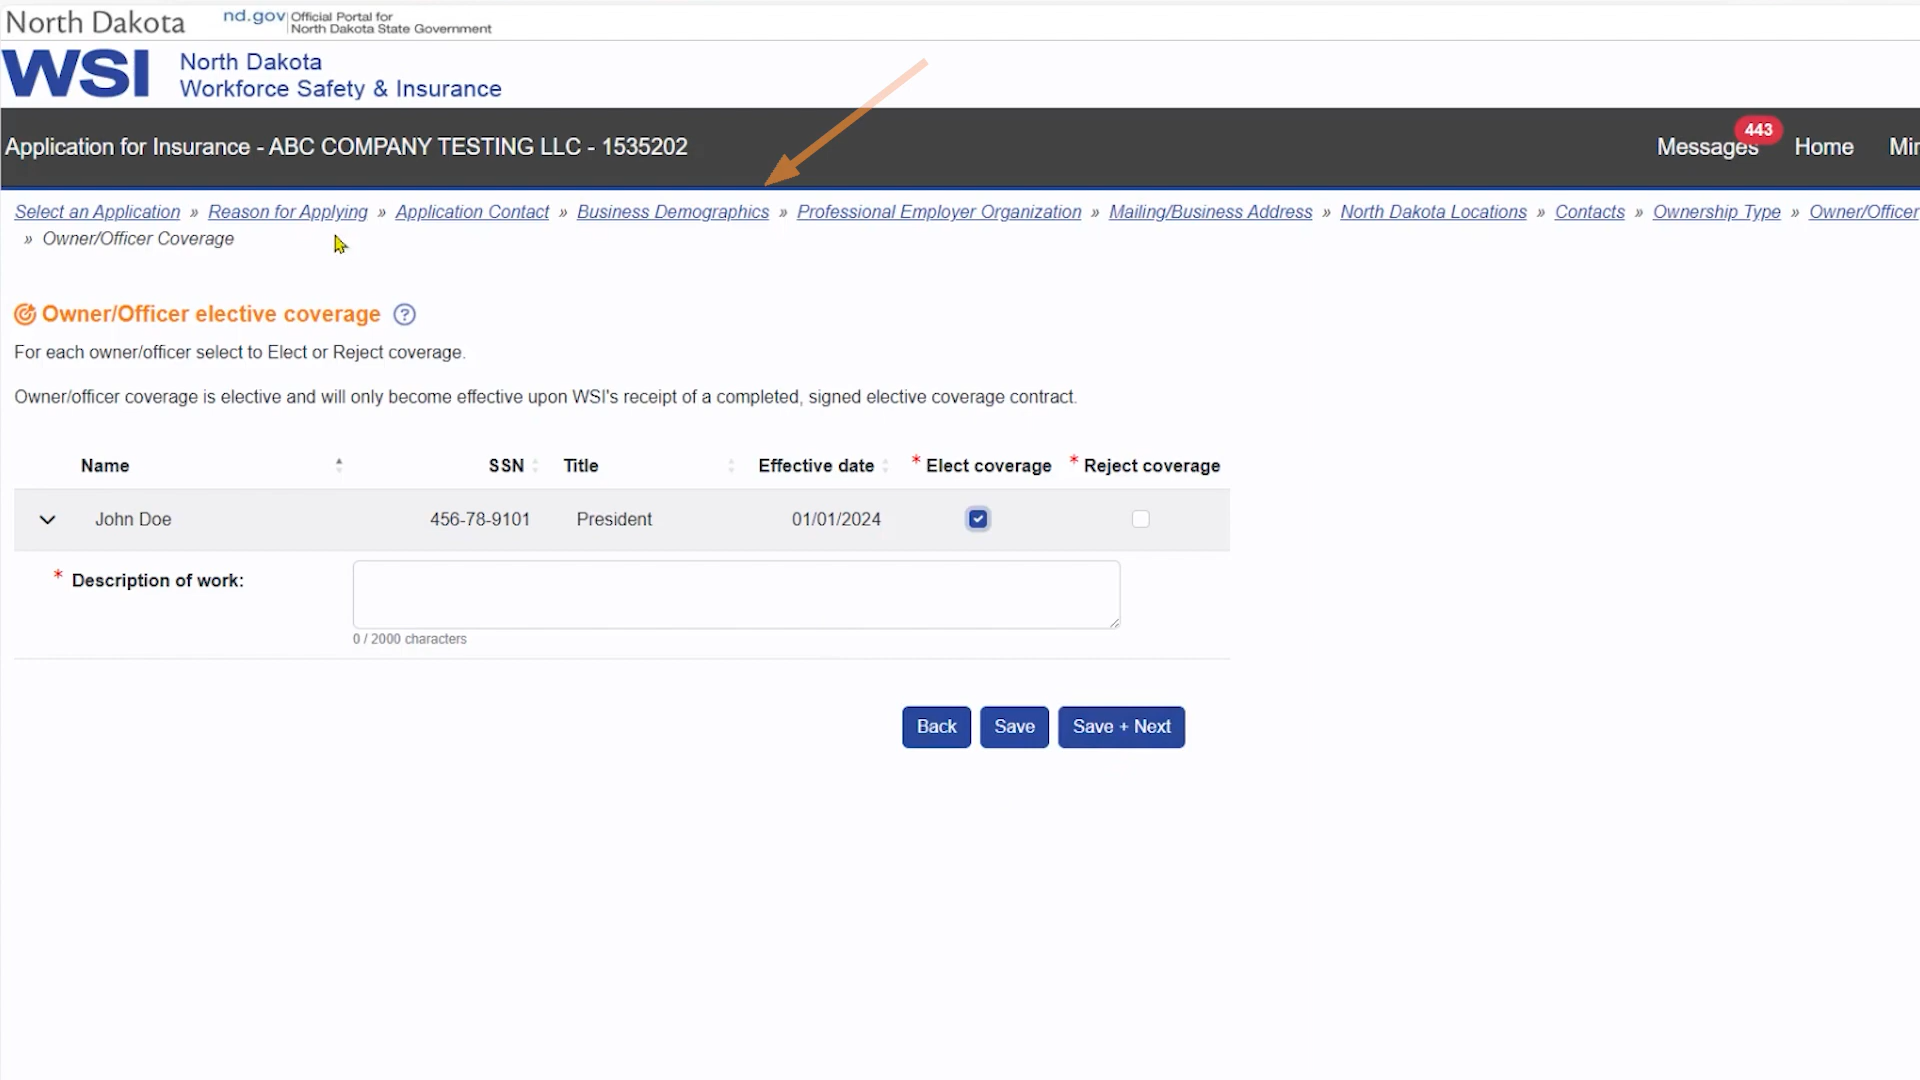 North Dakota nd.gov Official Portal for
North Dakota State Government
WSI North Dakota
Workforce Safety & Insurance
Application for Insurance - ABC COMPANY TESTING LLC - 1535202 Messages 443 Home
Select an Application » Reason for Applying » Application Contact » Business Demographics » Professional Employer Organization » Mailing/Business Address » North Dakota Locations » Contacts » Ownership Type » Owner/Officer
» Owner/Officer Coverage
Owner/Officer elective coverage ?
For each owner/officer select to Elect or Reject coverage.
Owner/officer coverage is elective and will only become effective upon WSI's receipt of a completed, signed elective coverage contract.
Name SSN Title Effective date * Elect coverage * Reject coverage
John Doe 456-78-9101 President 01/01/2024
* Description of work:
0 / 2000 characters
Back Save Save + Next